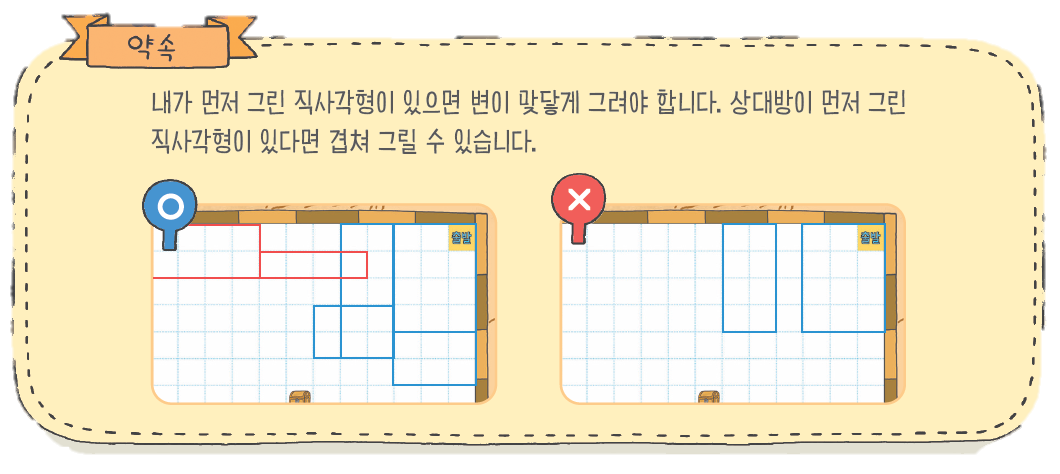 약속
내가 먼저 그린 직사각형이 있으면 변이 맞닿게 그려야 합니다. 상대방이 먼저 그린
직사각형이 있다면 겹쳐 그릴 수 있습니다.
출발
출발